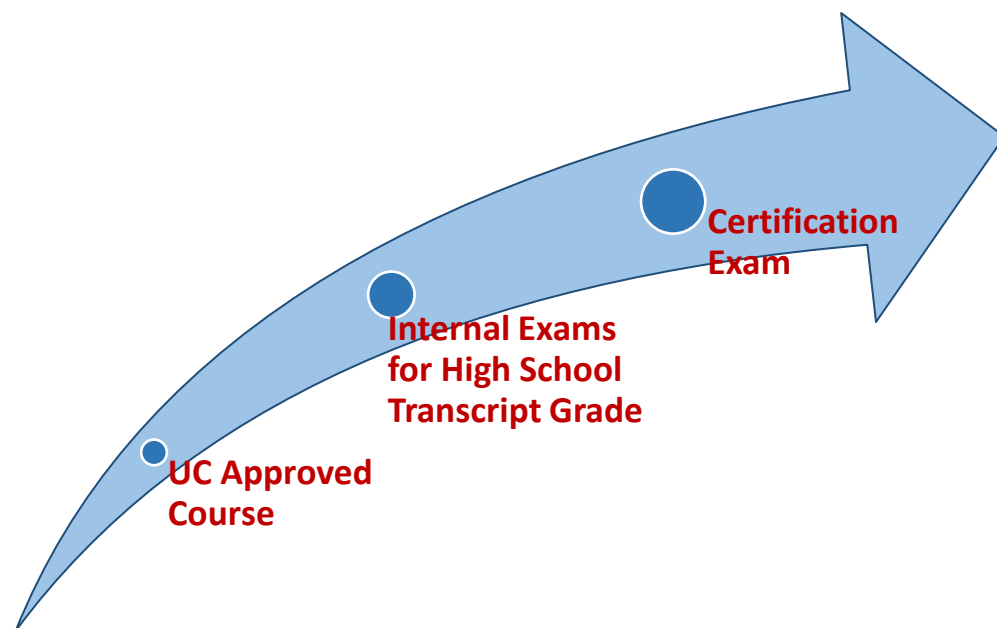 Certification
Exam
Internal Exams
for High School
Transcript Grade
UC Approved
Course